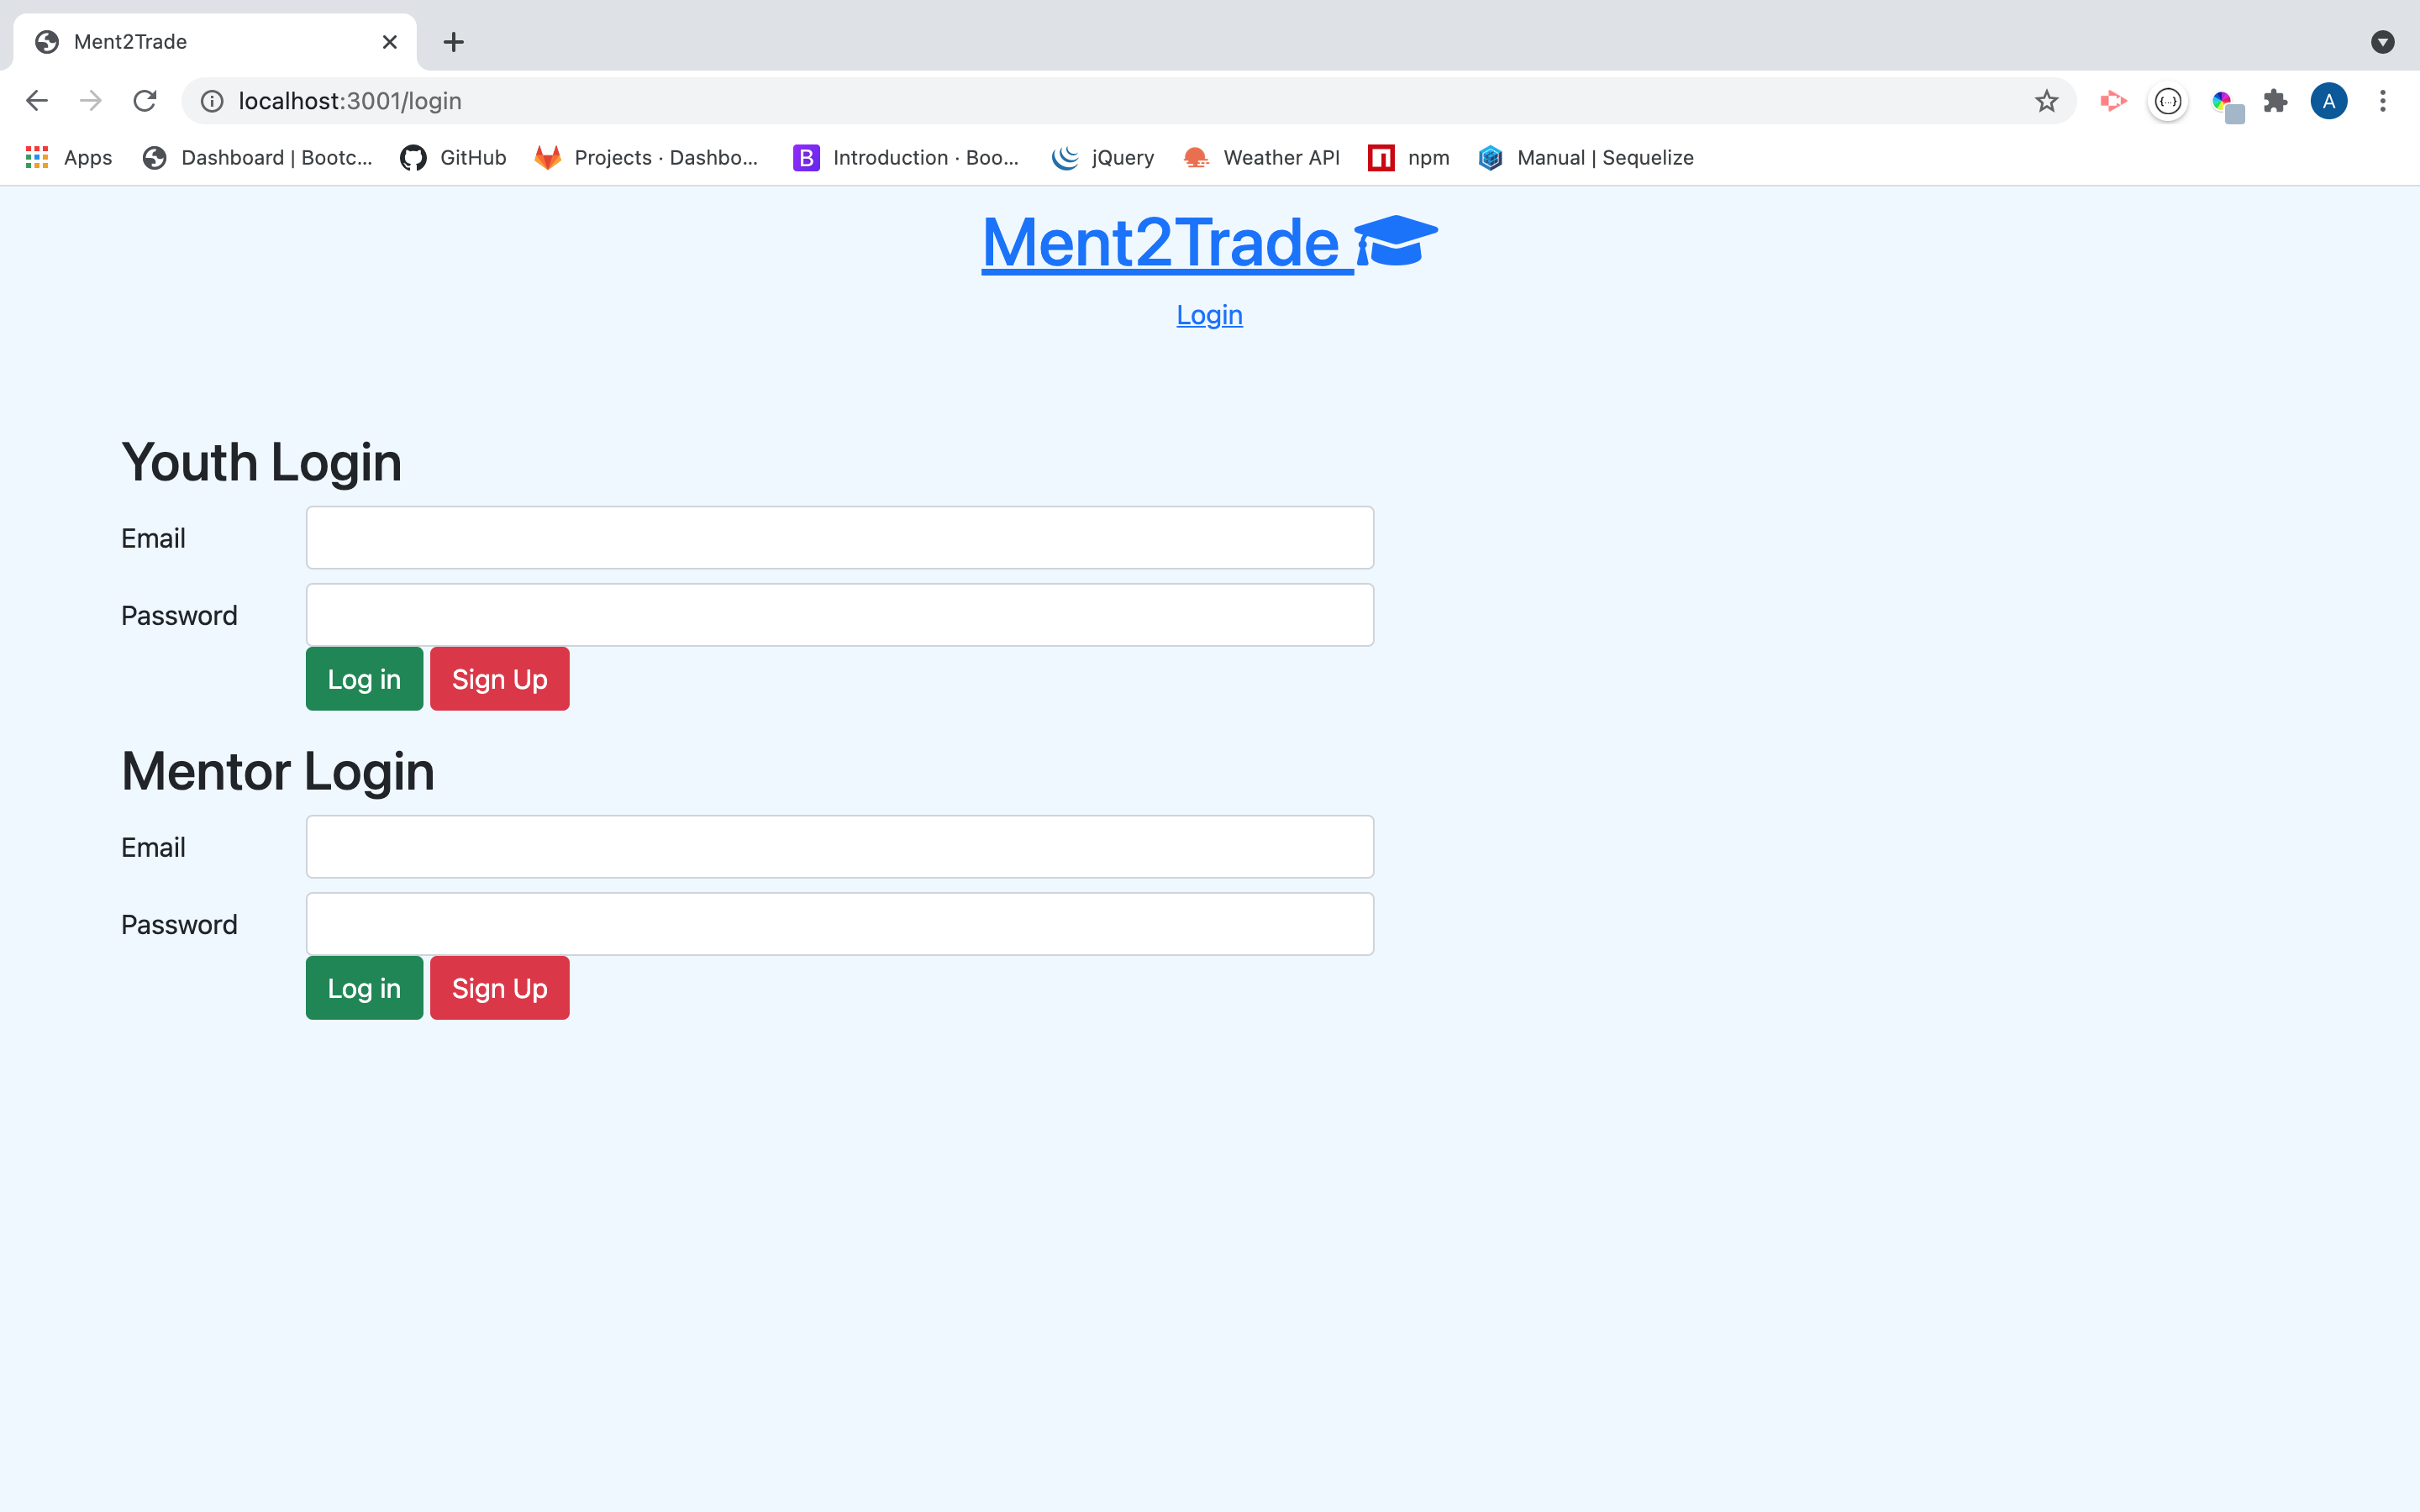 Ment2Trade
localhost:3001/login
A
Apps Dashboard | Bootc... GitHub Projects · Dashbo... B Introduction · Boo... jQuery Weather API npm Manual | Sequelize
Ment2Trade
Login
Youth Login
Email
Password
Log in Sign Up
Mentor Login
Email
Password
Log in Sign Up